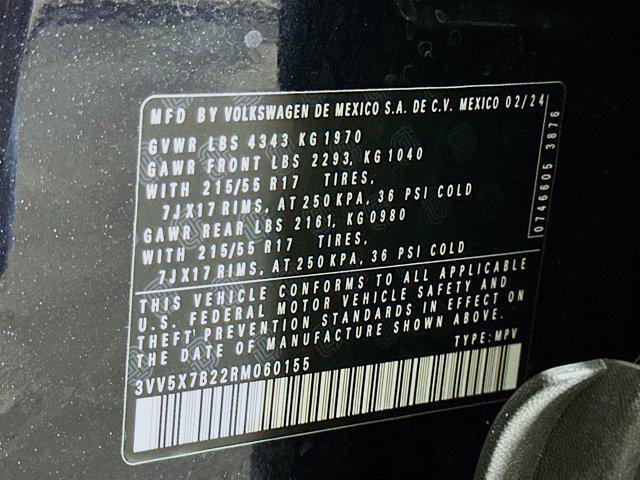 MFD BY VOLKSWAGEN DE MEXICO S.A. DE C.V. MEXICO 02/24
GVWR LBS 4343 KG 1970
GAWR FRONT LBS 2293, KG 1040
WITH 215/55 R17 TIRES,
7JX17 RIMS, AT 250 KPA, 36 PSI COLD
GAWR REAR LBS 2161, KG 0980
WITH 215/55 R17 TIRES,
7JX17 RIMS, AT 250 KPA, 36 PSI COLD
0746605 3876
THIS VEHICLE CONFORMS TO ALL APPLICABLE
U.S. FEDERAL MOTOR VEHICLE SAFETY AND
THEFT PREVENTION STANDARDS IN EFFECT ON
THE DATE OF MANUFACTURE SHOWN ABOVE.
TYPE: MPV
3VV5X7B22RM060155